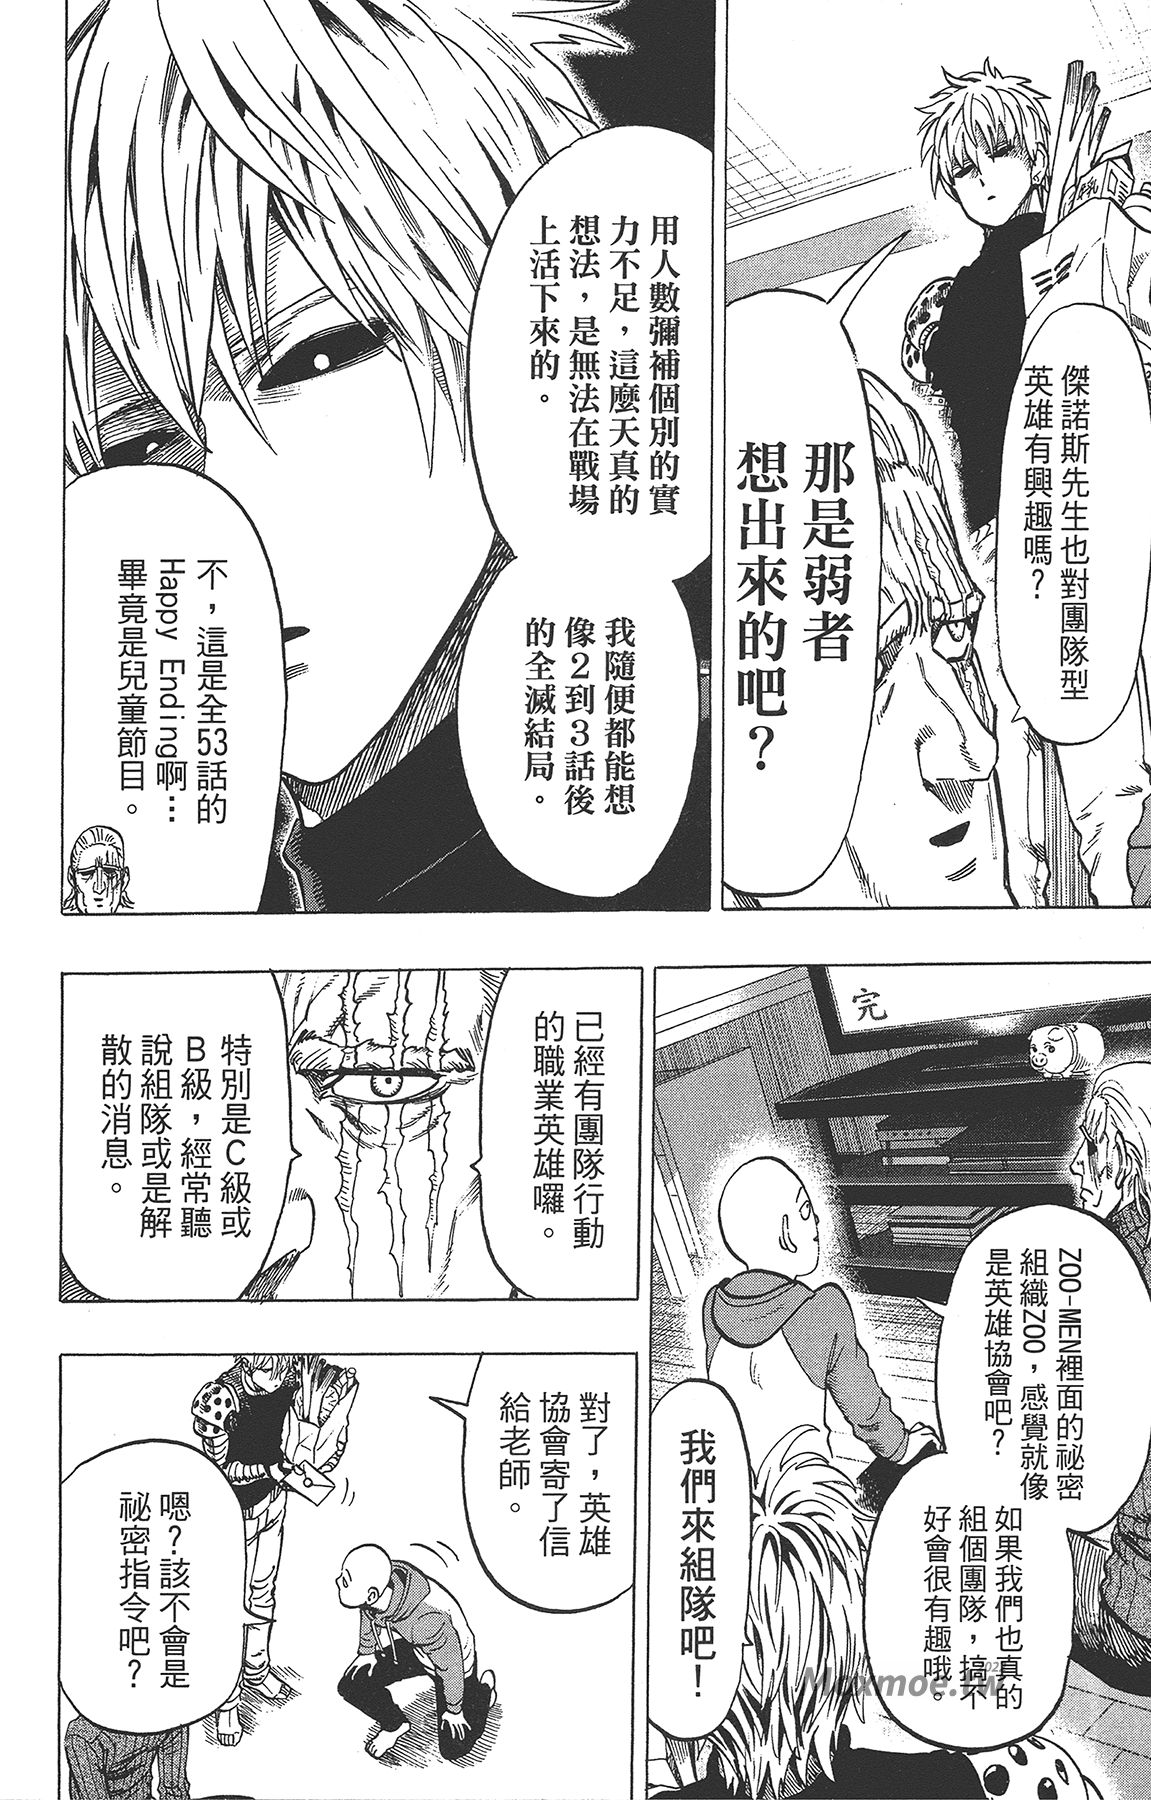 傑諾斯先生也對團隊型
英雄有興趣嗎？
那是弱者
想出來的吧？
用人數彌補個別的實
力不足，這麼天真的
想法，是無法在戰場
上活下來的。
我隨便都能想
像2到3話後
的全滅結局。
不，這是全53話的
Happy Ending啊…
畢竟是兒童節目。
完
ZOO-MEN裡面的祕密
組織ZOO，感覺就像
是英雄協會吧？
如果我們也真的
組個團隊，搞不
好會很有趣哦。
我們來組隊吧！
已經有團隊行動
的職業英雄囉。
特別是C級或
B級，經常聽
說組隊或是解
散的消息。
對了，英雄
協會寄了信
給老師。
嗯？該不會是
祕密指令吧？
Moxmoe.tw